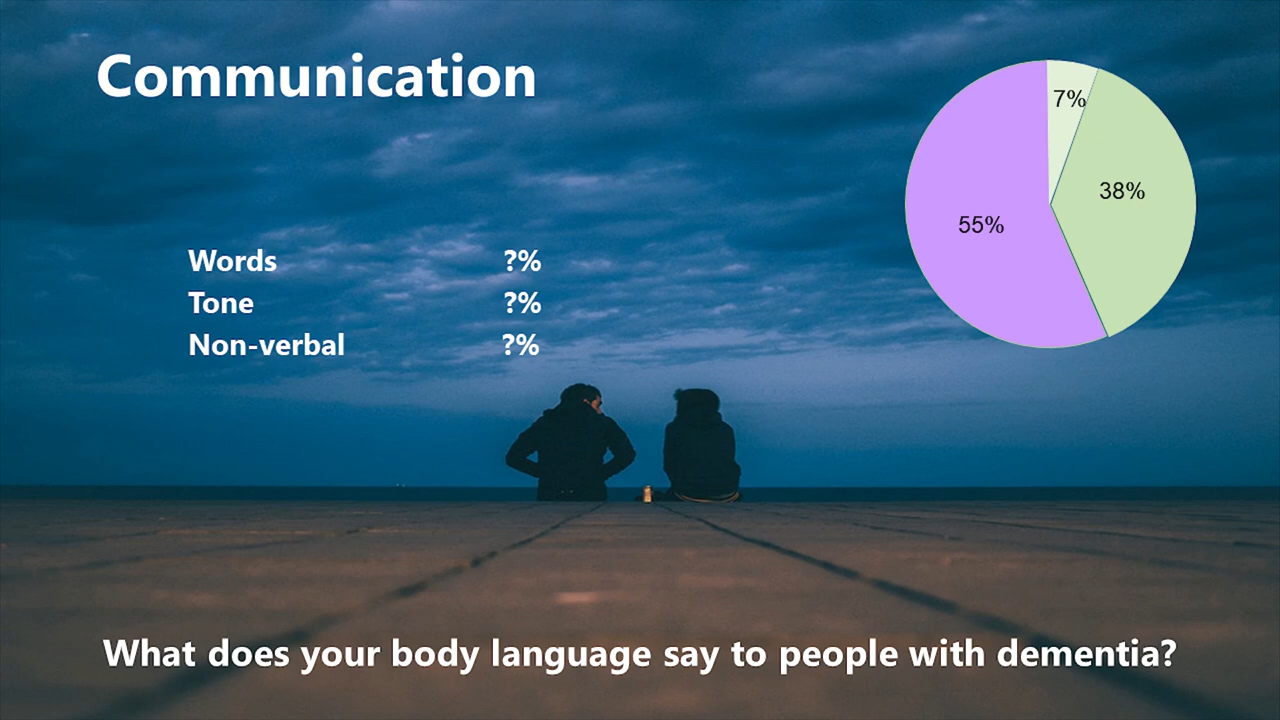 Communication
7%
38%
55%
Words ?%
Tone ?%
Non-verbal ?%
What does your body language say to people with dementia?